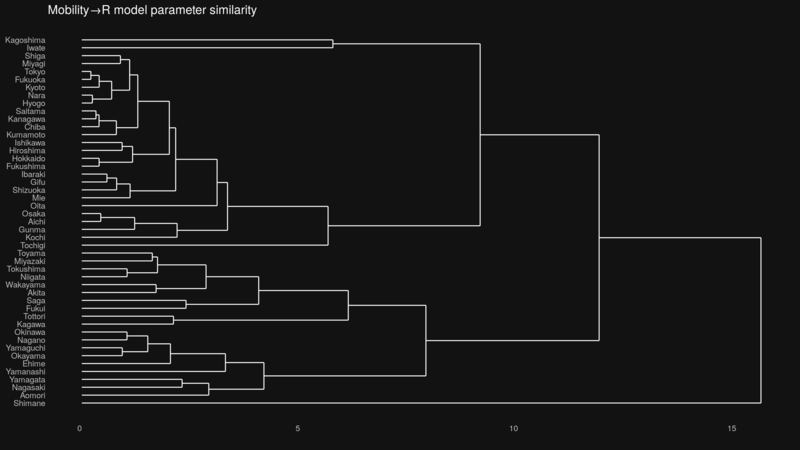 Mobility→R model parameter similarity
Kagoshima
Iwate
Shiga
Miyagi
Tokyo
Fukuoka
Kyoto
Nara
Hyogo
Saitama
Kanagawa
Chiba
Kumamoto
Ishikawa
Hiroshima
Hokkaido
Fukushima
Ibaraki
Gifu
Shizuoka
Mie
Oita
Osaka
Aichi
Gunma
Kochi
Tochigi
Toyama
Miyazaki
Tokushima
Niigata
Wakayama
Akita
Saga
Fukui
Tottori
Kagawa
Okinawa
Nagano
Yamaguchi
Okayama
Ehime
Yamanashi
Yamagata
Nagasaki
Aomori
Shimane
0 5 10 15